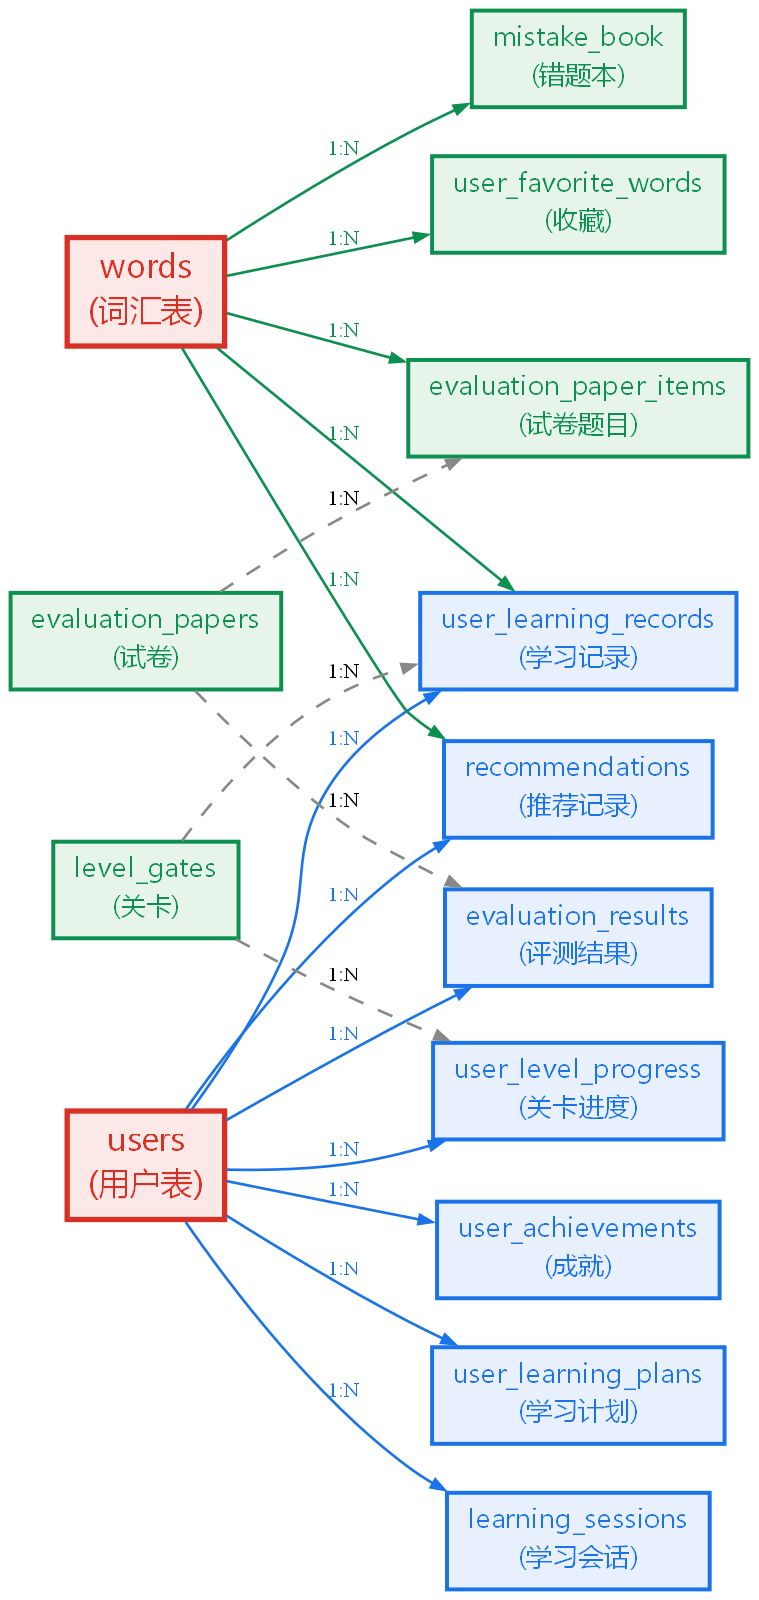 mistake_book
(错题本)
1:N
user_favorite_words
(收藏)
1:N
words
(词汇表)
1:N
evaluation_paper_items
(试卷题目)
1:N
1:N
1:N
evaluation_papers
(试卷)
user_learning_records
(学习记录)
1:N
1:N
recommendations
(推荐记录)
1:N
level_gates
(关卡)
1:N
evaluation_results
(评测结果)
1:N
1:N
user_level_progress
(关卡进度)
users
(用户表)
1:N
1:N
user_achievements
(成就)
1:N
user_learning_plans
(学习计划)
1:N
learning_sessions
(学习会话)